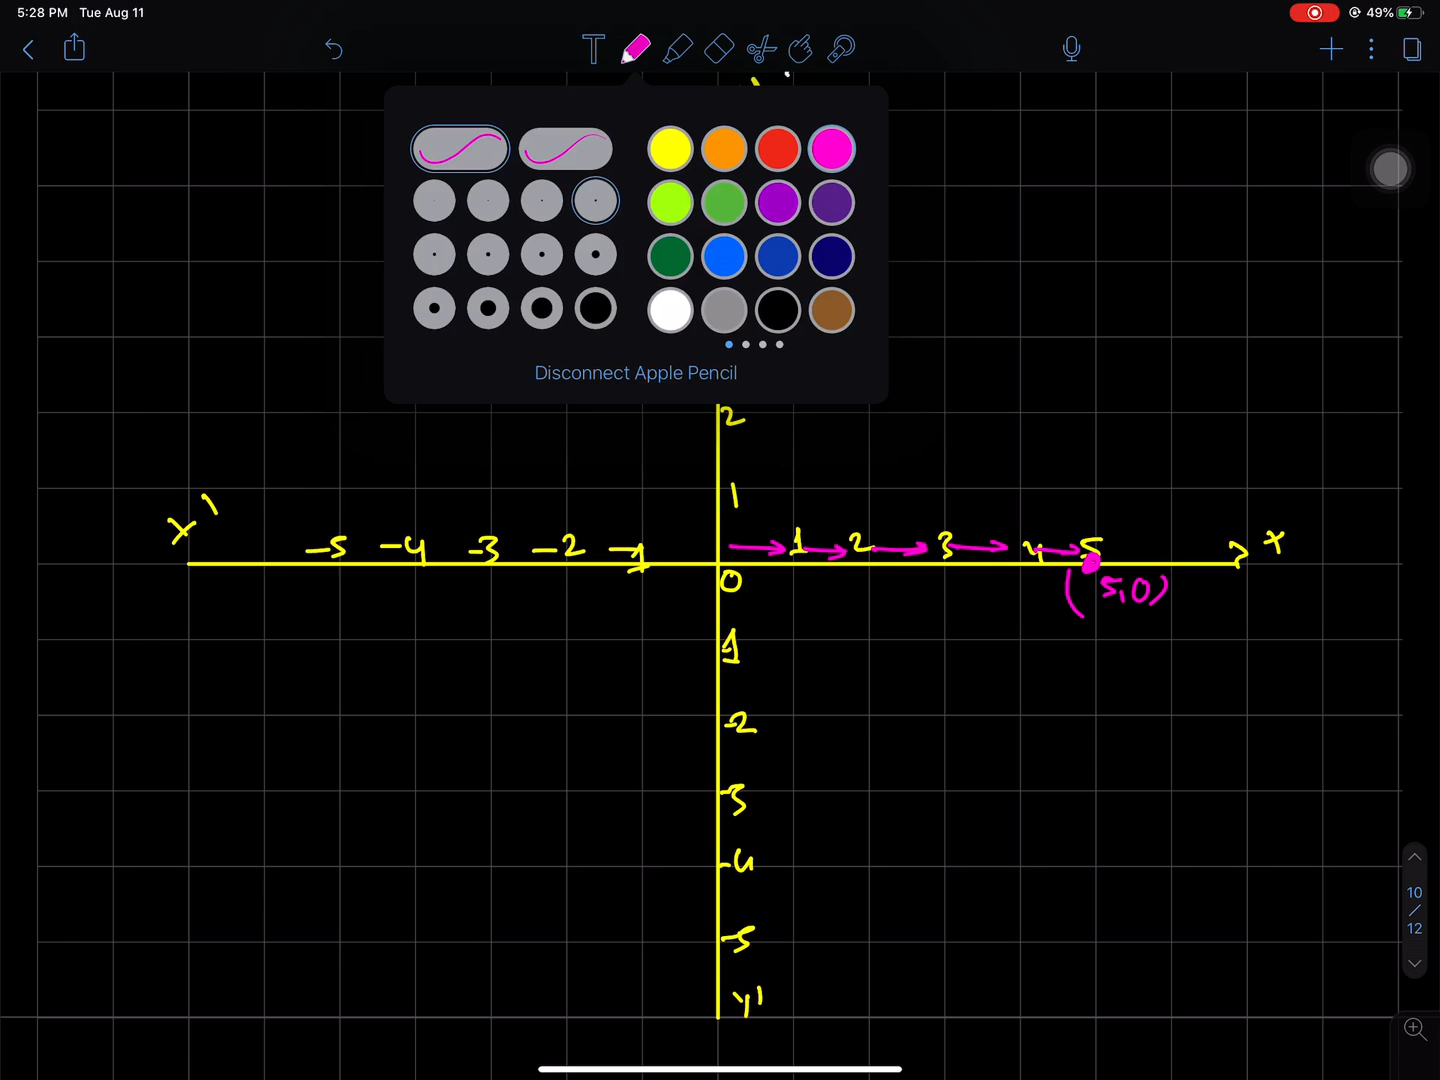 5:28 PM Tue Aug 11
49%
T
Disconnect Apple Pencil
2
1
x'
-5 -4 -3 -2 -1 1 2 3 4 5 x
0
(5,0)
-1
-2
-3
-4
-5
y'
10
/
12